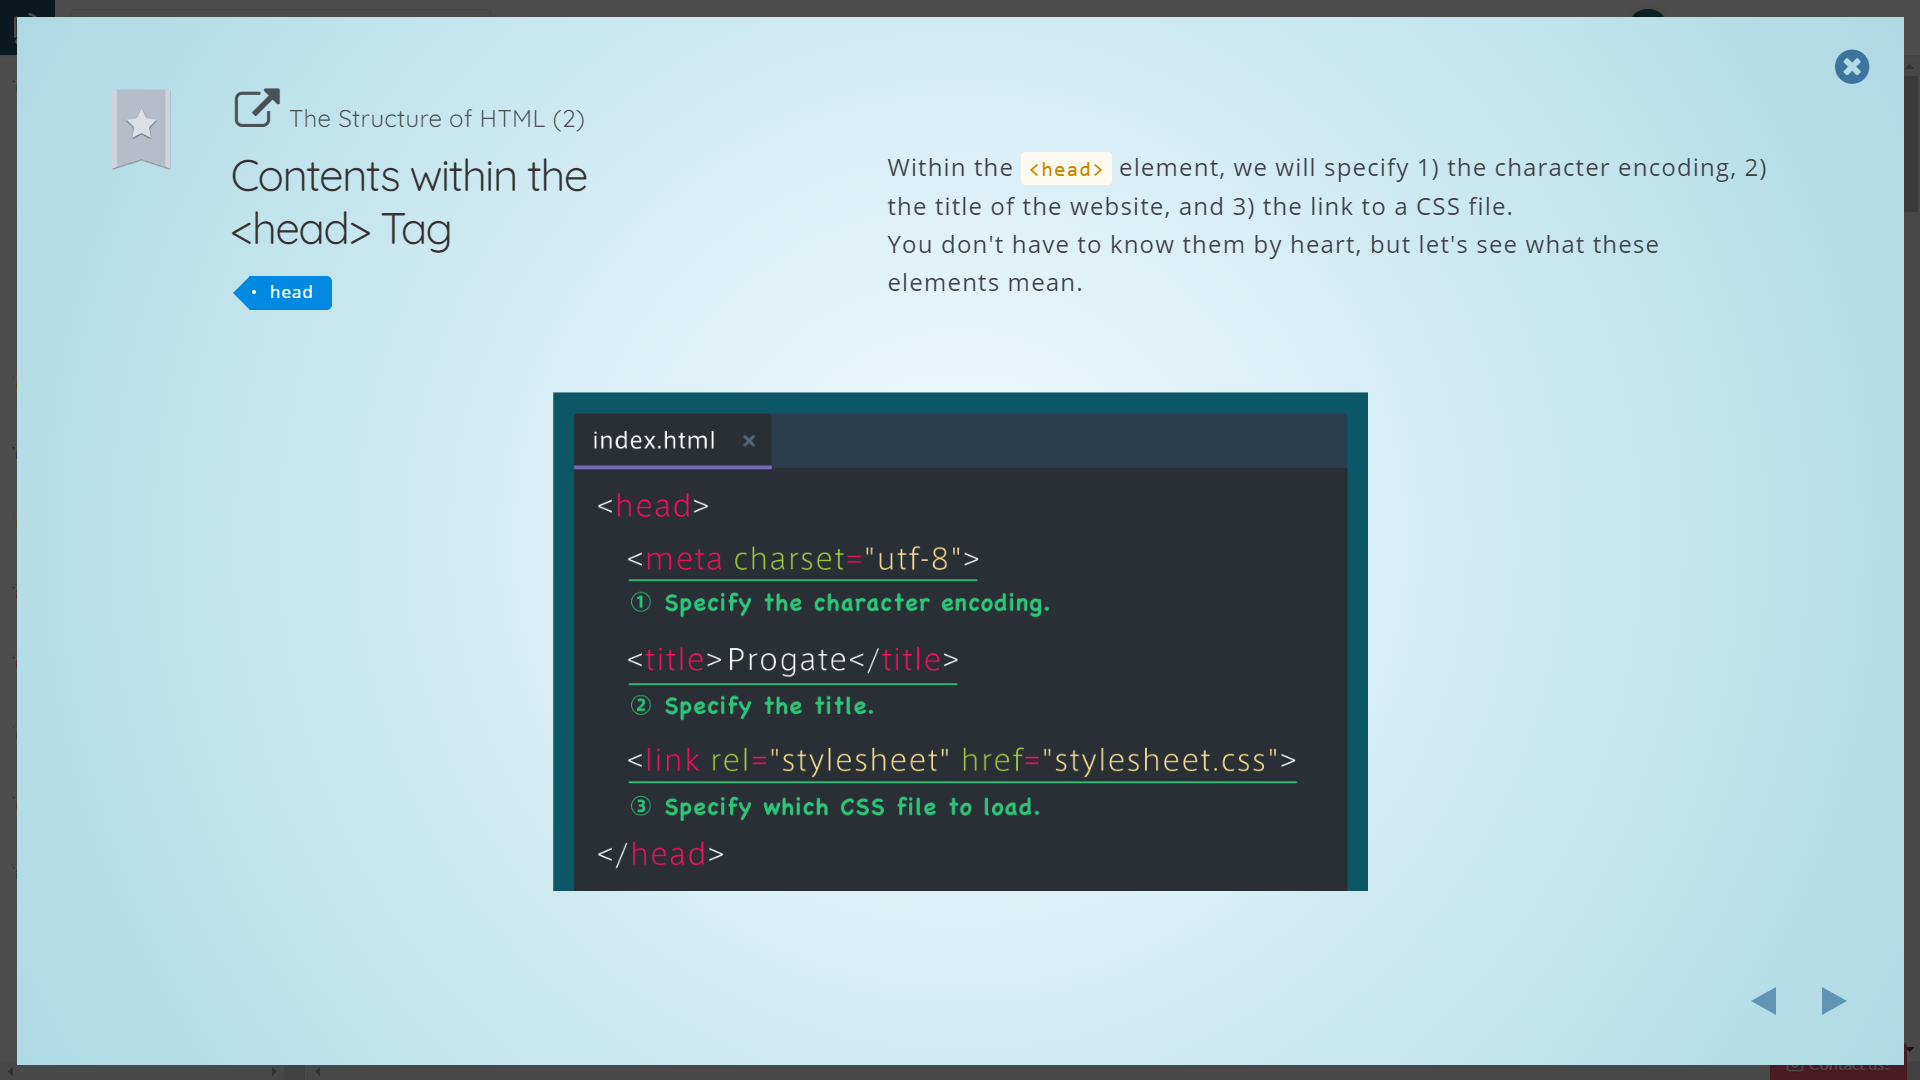 The Structure of HTML (2)
Contents within the
<head> Tag
head
Within the <head> element, we will specify 1) the character encoding, 2)
the title of the website, and 3) the link to a CSS file.
You don't have to know them by heart, but let's see what these
elements mean.
index.html ×
<head>
<meta charset="utf-8">
① Specify the character encoding.
<title>Progate</title>
② Specify the title.
<link rel="stylesheet" href="stylesheet.css">
③ Specify which CSS file to load.
</head>
Contact us!